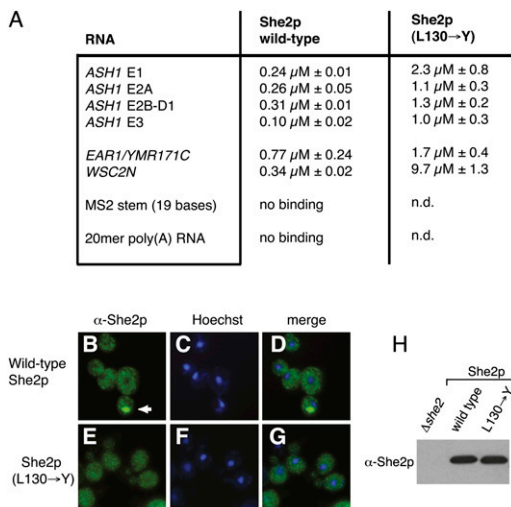 A
RNA	She2p wild-type	She2p (L130→Y)
ASH1 E1	0.24 µM ± 0.01	2.3 µM ± 0.8
ASH1 E2A	0.26 µM ± 0.05	1.1 µM ± 0.3
ASH1 E2B-D1	0.31 µM ± 0.01	1.3 µM ± 0.2
ASH1 E3	0.10 µM ± 0.02	1.0 µM ± 0.3
EAR1/YMR171C	0.77 µM ± 0.24	1.7 µM ± 0.4
WSC2N	0.34 µM ± 0.02	9.7 µM ± 1.3
MS2 stem (19 bases)	no binding	n.d.
20mer poly(A) RNA	no binding	n.d.
α-She2p	Hoechst	merge
Wild-type She2p
B	C	D
She2p (L130→Y)
E	F	G
H
She2p
Δshe2	wild type	L130→Y
α-She2p